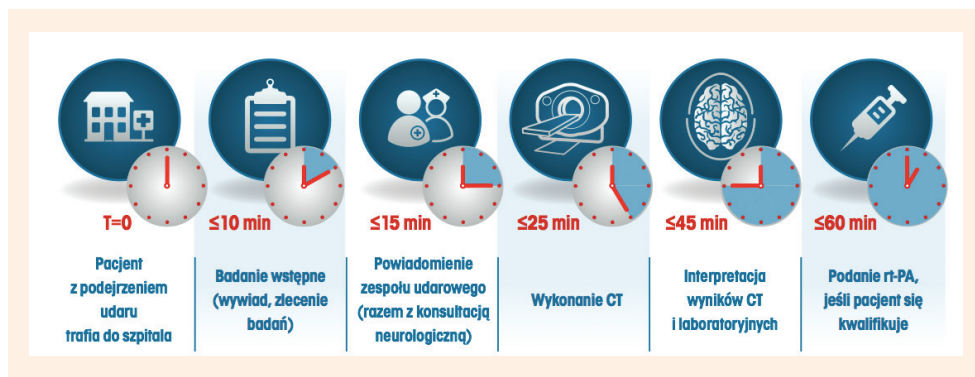 T=0
Pacjent
z podejrzeniem
udaru
trafia do szpitala
≤10 min
Badanie wstępne
(wywiad, zlecenie
badań)
≤15 min
Powiadomienie
zespołu udarowego
(razem z konsultacją
neurologiczną)
≤25 min
Wykonanie CT
≤45 min
Interpretacja
wyników CT
i laboratoryjnych
≤60 min
Podanie rt-PA,
jeśli pacjent się
kwalifikuje